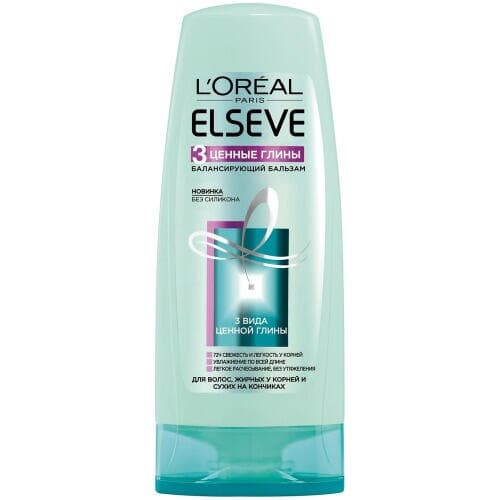 L'ORÉAL
PARIS
ELSEVE
3 ЦЕННЫЕ ГЛИНЫ
БАЛАНСИРУЮЩИЙ БАЛЬЗАМ
НОВИНКА
БЕЗ СИЛИКОНА
3 ВИДА
ЦЕННОЙ ГЛИНЫ
72Ч СВЕЖЕСТЬ И ЛЕГКОСТЬ У КОРНЕЙ
УВЛАЖНЕНИЕ ПО ВСЕЙ ДЛИНЕ
ЛЕГКОЕ РАСЧЕСЫВАНИЕ, БЕЗ УТЯЖЕЛЕНИЯ
ДЛЯ ВОЛОС, ЖИРНЫХ У КОРНЕЙ И
СУХИХ НА КОНЧИКАХ